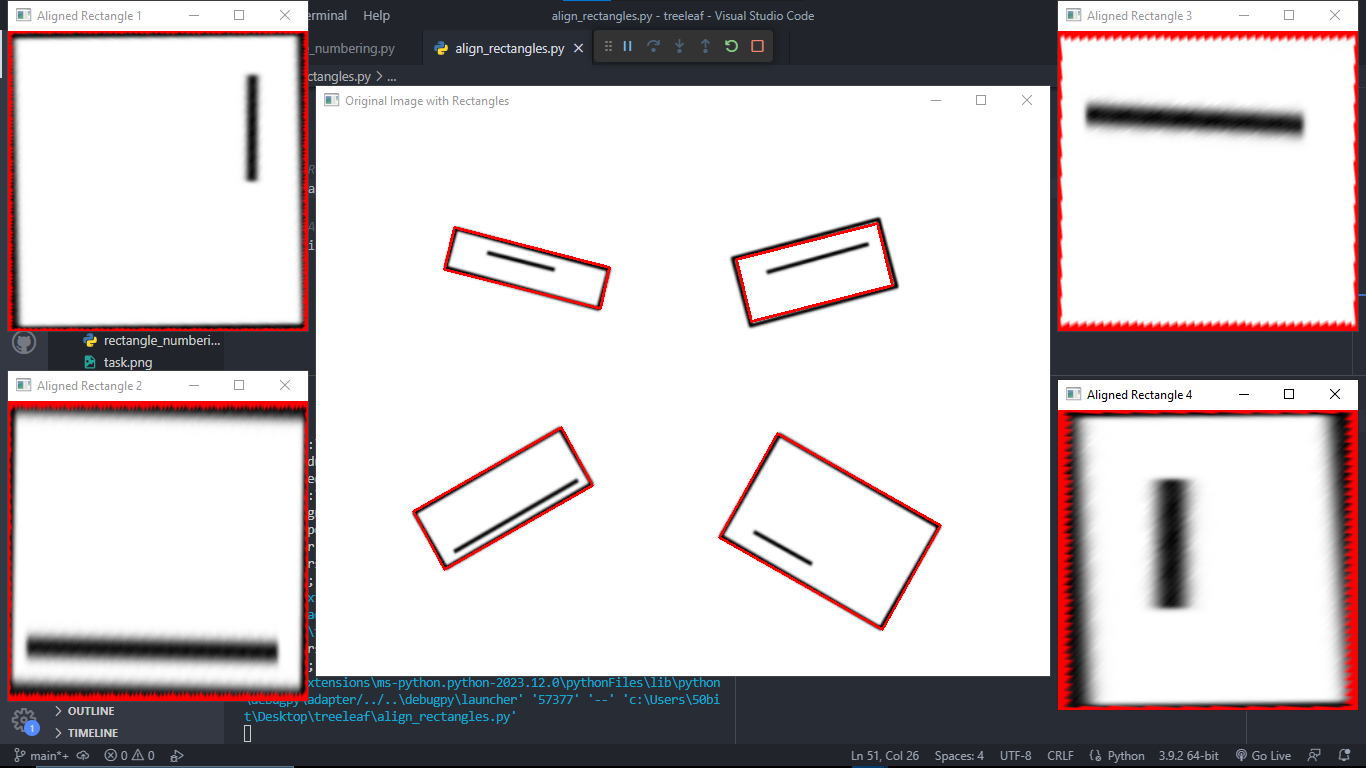 Aligned Rectangle 1
erminal Help
align_rectangles.py - treeleaf - Visual Studio Code
Aligned Rectangle 3
_numbering.py
align_rectangles.py
ctangles.py > ...
Original Image with Rectangles
rectangle_numberi...
task.png
Aligned Rectangle 2
Aligned Rectangle 4
xtensions\ms-python.python-2023.12.0\pythonFiles\lib\python
\debugpy\adapter/../..\debugpy\launcher' '57377' '--' 'c:\Users\50bi
t\Desktop\treeleaf\align_rectangles.py'
OUTLINE
1
TIMELINE
main*+ 0 0 Ln 51, Col 26 Spaces: 4 UTF-8 CRLF Python 3.9.2 64-bit Go Live